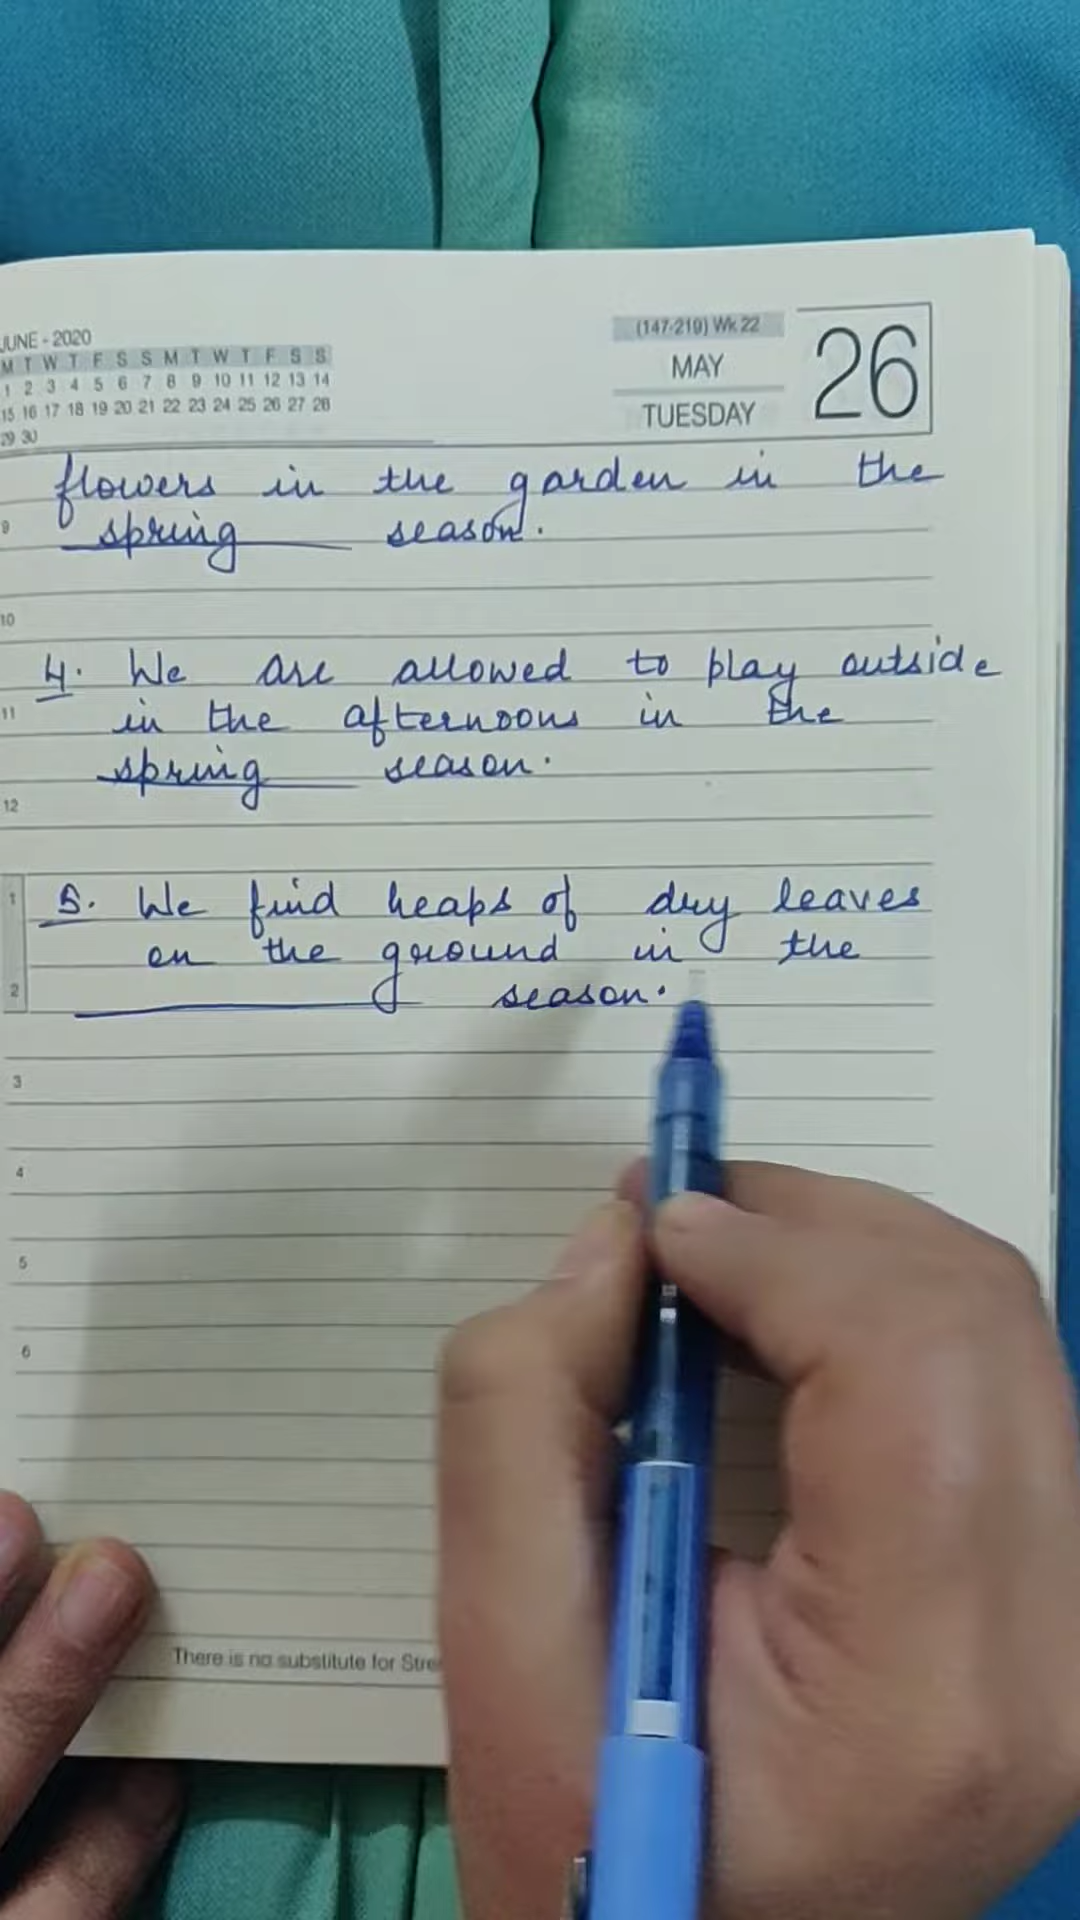 JUNE - 2020
M T W T F S S M T W T F S S
1 2 3 4 5 6 7 8 9 10 11 12 13 14
15 16 17 18 19 20 21 22 23 24 25 26 27 28
29 30
(147-219) Wk 22
MAY
TUESDAY
26
flowers in the garden in the
9
spring season.
10
4. We are allowed to play outside
11
in the afternoons in the
spring season.
12
1
5. We find heaps of dry leaves
on the ground in the
2
season.
3
4
5
6
There is no substitute for